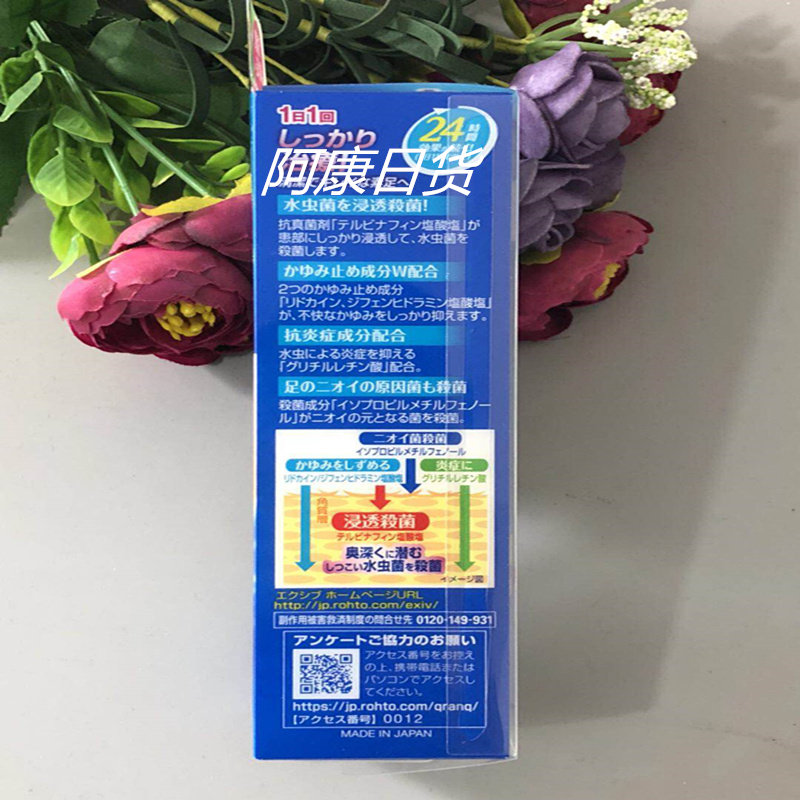 1日1回
しっかり
24時間
阿康日货
水虫菌を浸透殺菌!
抗真菌剤「テルビナフィン塩酸塩」が
患部にしっかり浸透して、水虫菌を
殺菌します。
かゆみ止め成分W配合
2つのかゆみ止め成分
「リドカイン、ジフェンヒドラミン塩酸塩」
が、不快なかゆみをしっかり抑えます。
抗炎症成分配合
水虫による炎症を抑える
「グリチルレチン酸」配合。
足のニオイの原因菌も殺菌
殺菌成分「イソプロピルメチルフェノー
ル」がニオイの元となる菌を殺菌。
ニオイ菌殺菌
イソプロピルメチルフェノール
かゆみをしずめる
リドカイン/ジフェンヒドラミン塩酸塩
炎症に
グリチルレチン酸
角質層
浸透殺菌
テルビナフィン塩酸塩
奥深くに潜む
しつこい水虫菌を殺菌
イメージ図
エクシブ ホームページURL
http://jp.rohto.com/exiv/
副作用被害救済制度の問合せ先 0120-149-931
アンケートご協力のお願い
アクセス番号をお控え
の上、携帯電話または
パソコンでアクセスし
てください。
https://jp.rohto.com/qranq/
【アクセス番号】 0012
MADE IN JAPAN